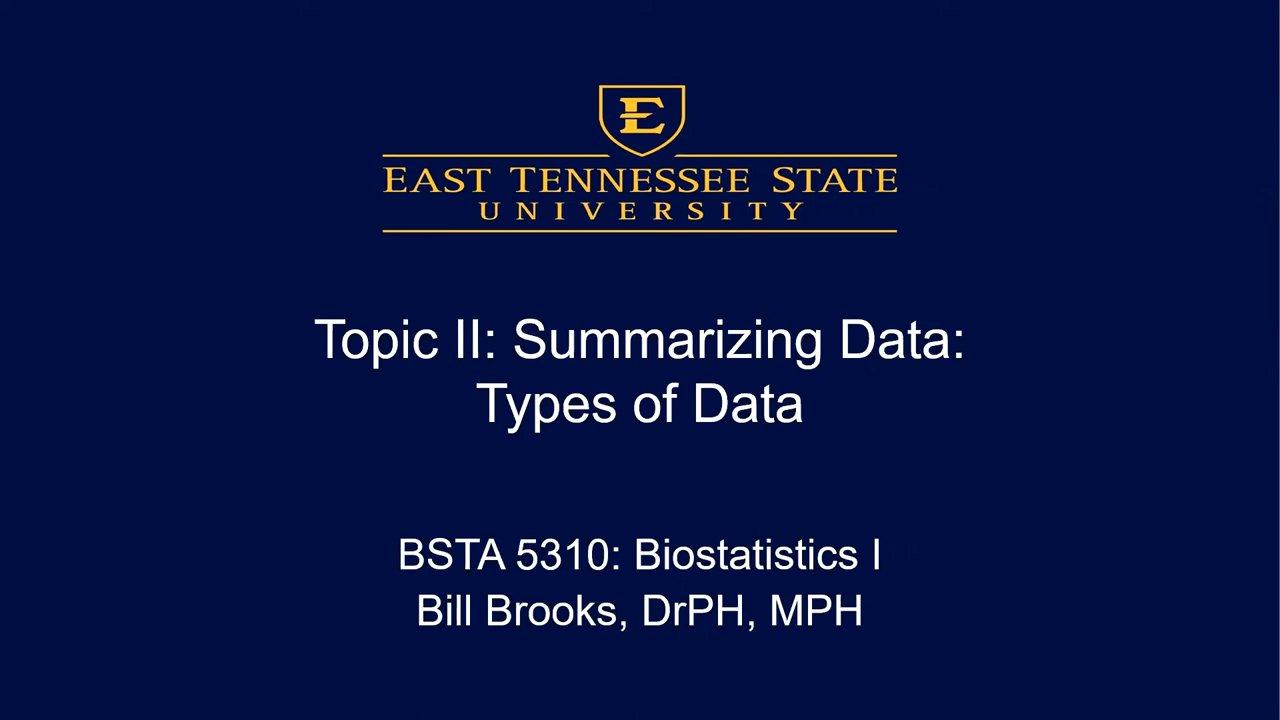 E
EAST TENNESSEE STATE
UNIVERSITY
Topic II: Summarizing Data:
Types of Data
BSTA 5310: Biostatistics I
Bill Brooks, DrPH, MPH